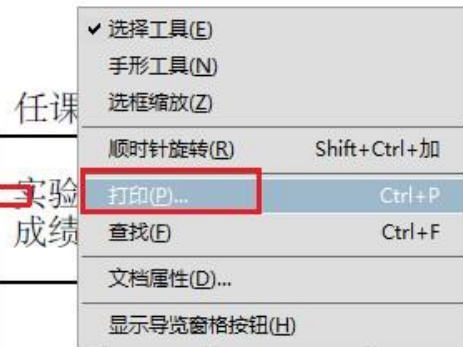 ✓ 选择工具(E)
手形工具(N)
任课
选框缩放(Z)
顺时针旋转(R) Shift+Ctrl+加
实验
打印(P)... Ctrl+P
成绩
查找(F) Ctrl+F
文档属性(D)...
显示导览窗格按钮(H)